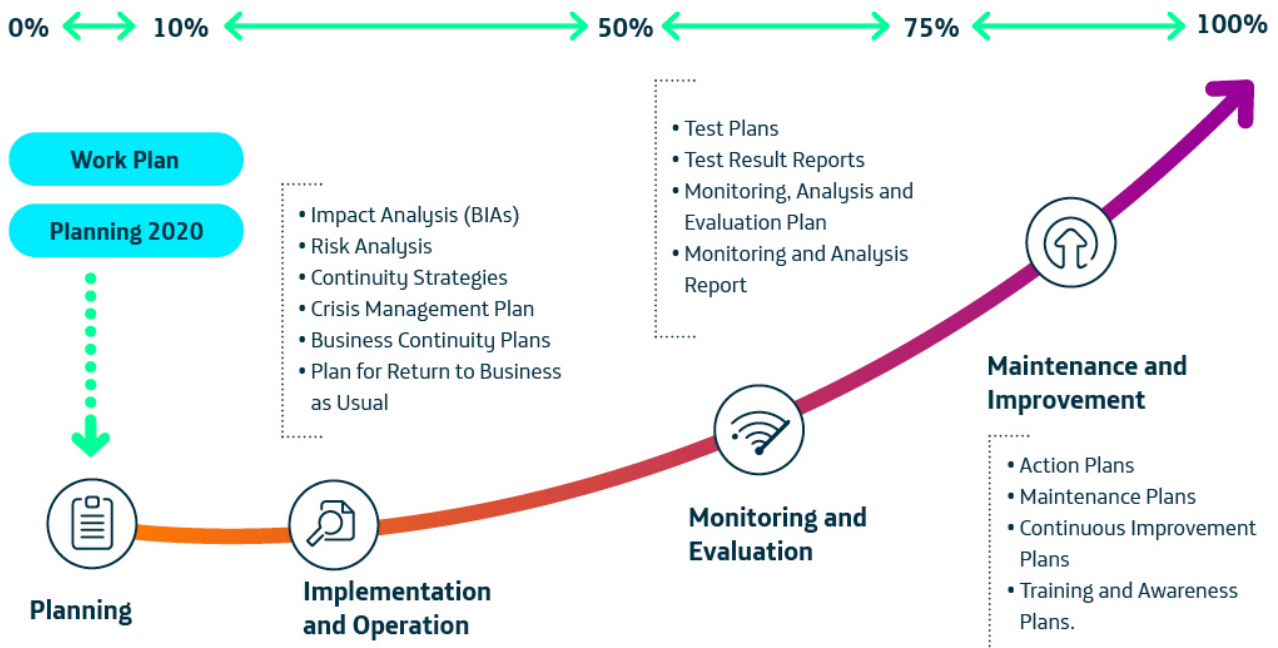 0% 10% 50% 75% 100%
Work Plan
Planning 2020
Planning
• Impact Analysis (BIAs)
• Risk Analysis
• Continuity Strategies
• Crisis Management Plan
• Business Continuity Plans
• Plan for Return to Business
as Usual
Implementation
and Operation
• Test Plans
• Test Result Reports
• Monitoring, Analysis and
Evaluation Plan
• Monitoring and Analysis
Report
Monitoring and
Evaluation
Maintenance and
Improvement
• Action Plans
• Maintenance Plans
• Continuous Improvement
Plans
• Training and Awareness
Plans.